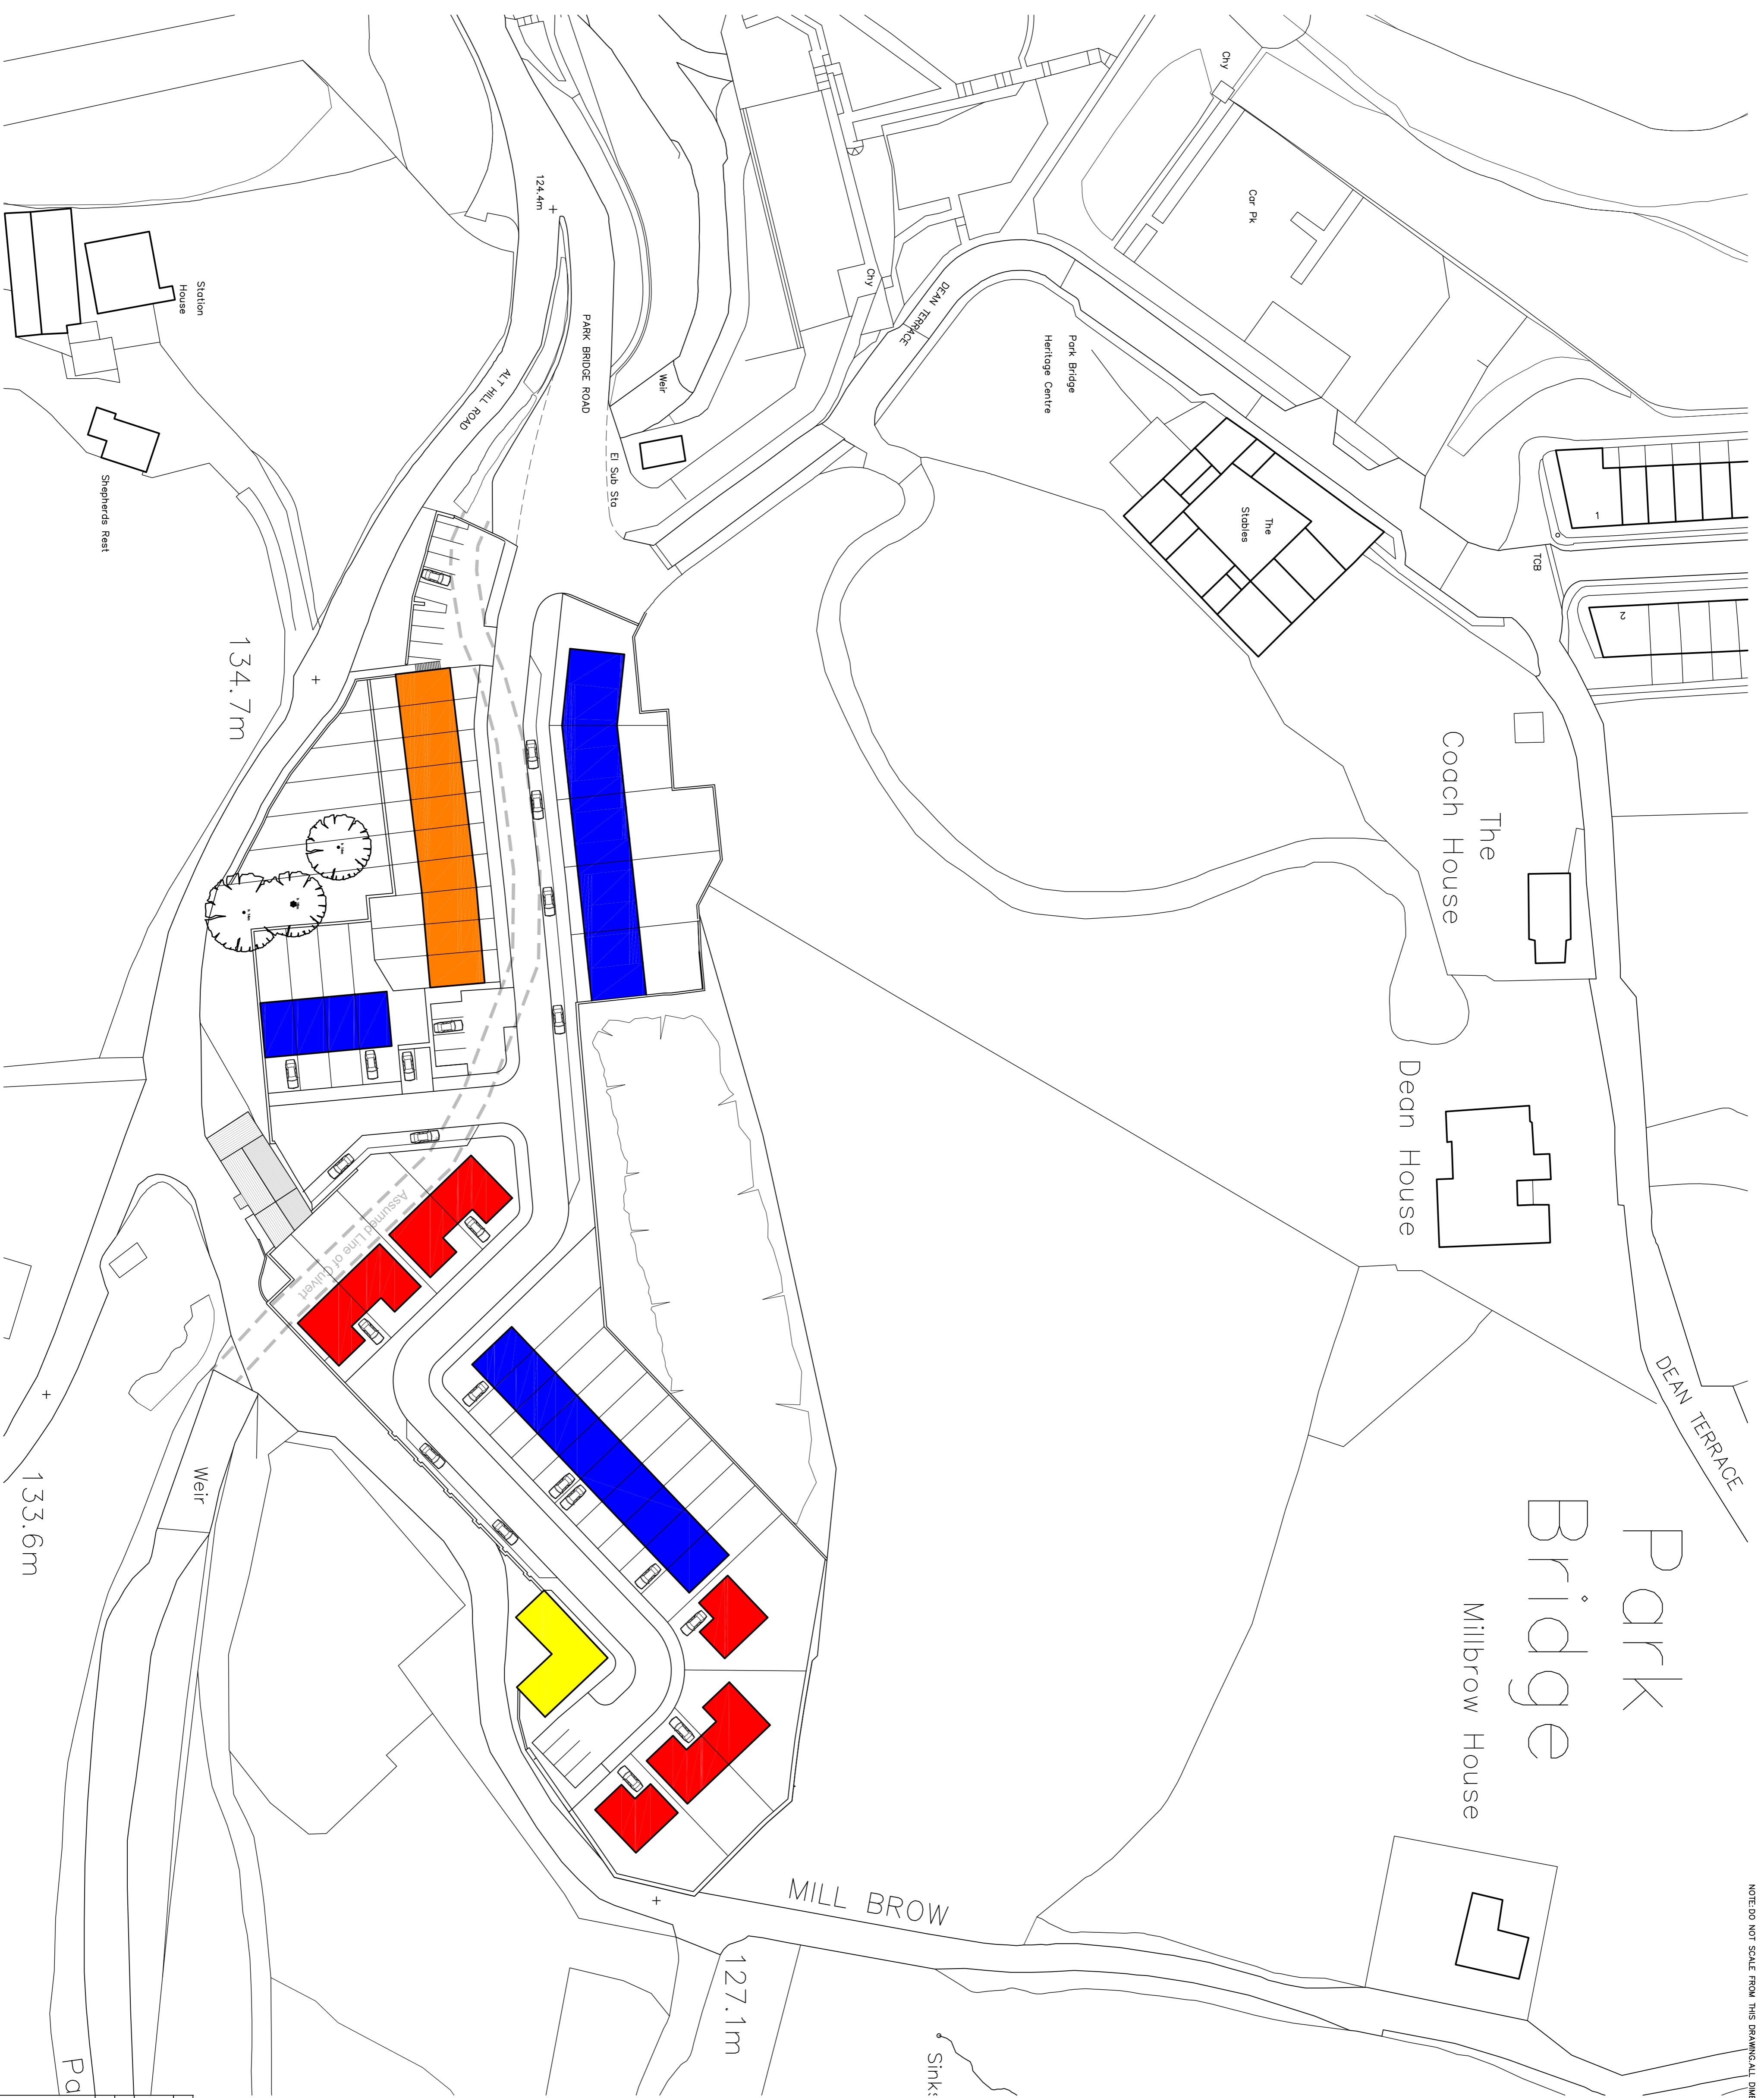 NOTE:DO NOT SCALE FROM THIS DRAWING.ALL
Park
Bridge
Millbrow House
DEAN TERRACE
Dean House
The
Coach House
TCB
1
2
Car Pk
Chy
The
Stables
Park Bridge
Heritage Centre
DEAN TERRACE
Chy
Weir
El Sub Sta
PARK BRIDGE ROAD
124.4m
ALT HILL ROAD
Station
House
Shepherds Rest
134.7m
Assumed Line of Culvert
Weir
133.6m
MILL BROW
127.1m